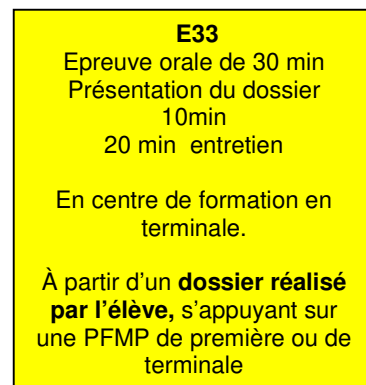 E33
Epreuve orale de 30 min
Présentation du dossier
10min
20 min entretien
En centre de formation en
terminale.
À partir d’un dossier réalisé
par l’élève, s’appuyant sur
une PFMP de première ou de
terminale